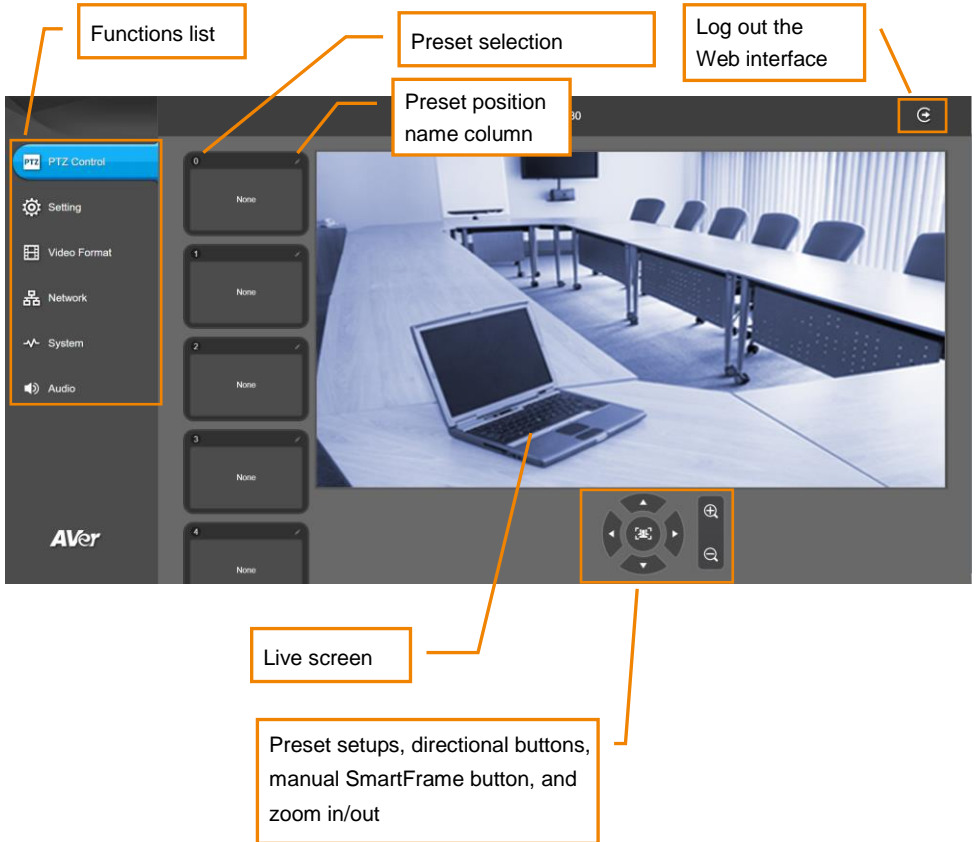 Functions list
Preset selection
Log out the
Web interface
Preset position
name column
30
PTZ PTZ Control
Setting
Video Format
Network
System
Audio
AVer
0
None
1
None
2
None
3
None
4
None
Live screen
Preset setups, directional buttons,
manual SmartFrame button, and
zoom in/out